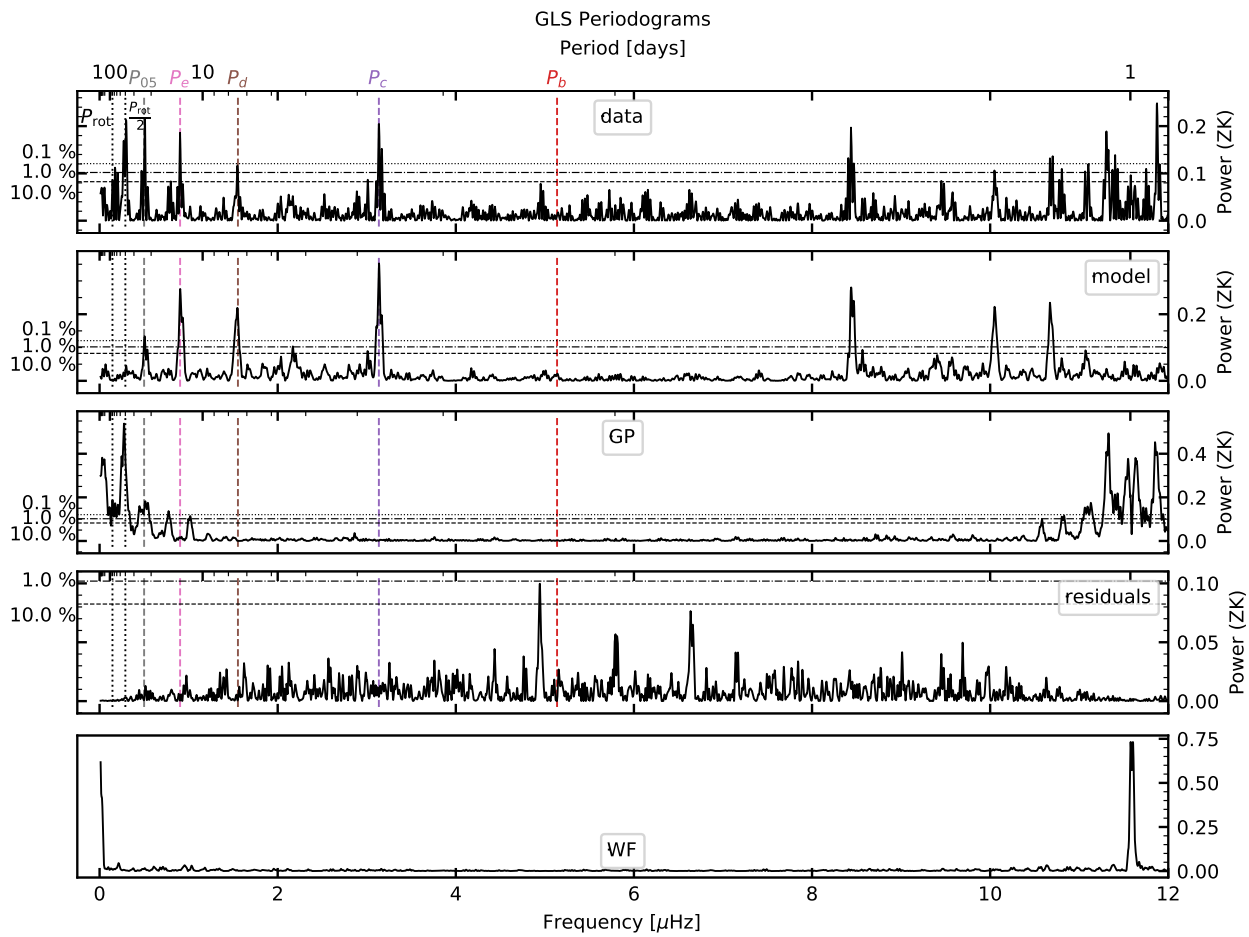 GLS Periodograms
Period [days]
100 10 1
P05 Pe Pd Pc Pb
Prot Prot/2
data
0.1 %
1.0 %
10.0 %
0.2
0.1
0.0
Power (ZK)
model
0.1 %
1.0 %
10.0 %
0.2
0.0
Power (ZK)
GP
0.1 %
1.0 %
10.0 %
0.4
0.2
0.0
Power (ZK)
residuals
1.0 %
10.0 %
0.10
0.05
0.00
Power (ZK)
WF
0.75
0.50
0.25
0.00
0 2 4 6 8 10 12
Frequency [μHz]